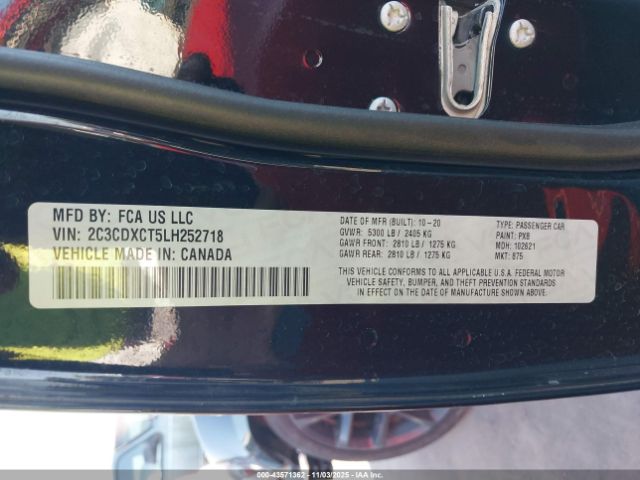 MFD BY: FCA US LLC
VIN: 2C3CDXCT5LH252718
VEHICLE MADE IN: CANADA
DATE OF MFR (BUILT): 10-20
GVWR: 5300 LB / 2405 KG
GAWR FRONT: 2810 LB / 1275 KG
GAWR REAR: 2810 LB / 1275 KG
TYPE: PASSENGER CAR
PAINT: PX8
MDH: 102621
MKT: 875
THIS VEHICLE CONFORMS TO ALL APPLICABLE U.S.A. FEDERAL MOTOR
VEHICLE SAFETY, BUMPER, AND THEFT PREVENTION STANDARDS
IN EFFECT ON THE DATE OF MANUFACTURE SHOWN ABOVE.
00-43571362 - 11/03/2025 - IAAI.CA